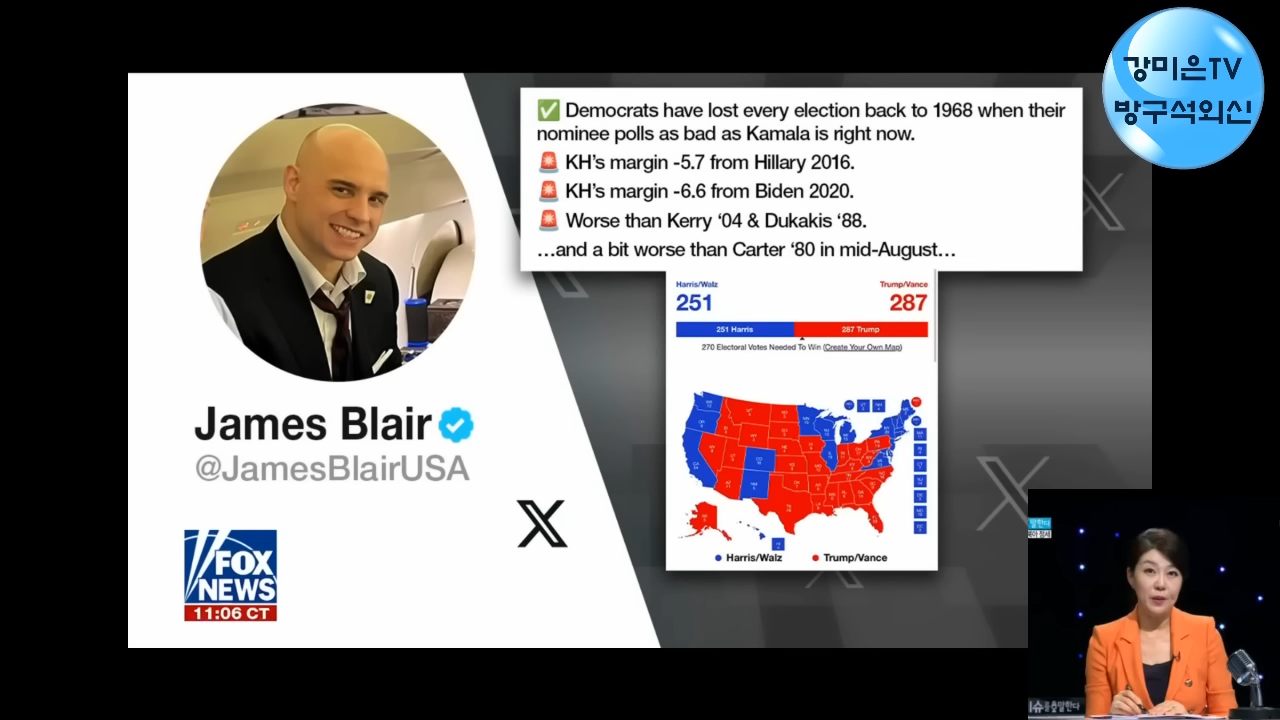 강미은TV
방구석외신
✅ Democrats have lost every election back to 1968 when their
nominee polls as bad as Kamala is right now.
🚨 KH's margin -5.7 from Hillary 2016.
🚨 KH's margin -6.6 from Biden 2020.
🚨 Worse than Kerry ‘04 & Dukakis ‘88.
…and a bit worse than Carter ‘80 in mid-August…
Harris/Walz
Trump/Vance
251
287
251 Harris
287 Trump
270 Electoral Votes Needed To Win (Create Your Own Map)
Harris/Walz
Trump/Vance
James Blair
@JamesBlairUSA
X
FOX
NEWS
11:06 CT
말한다